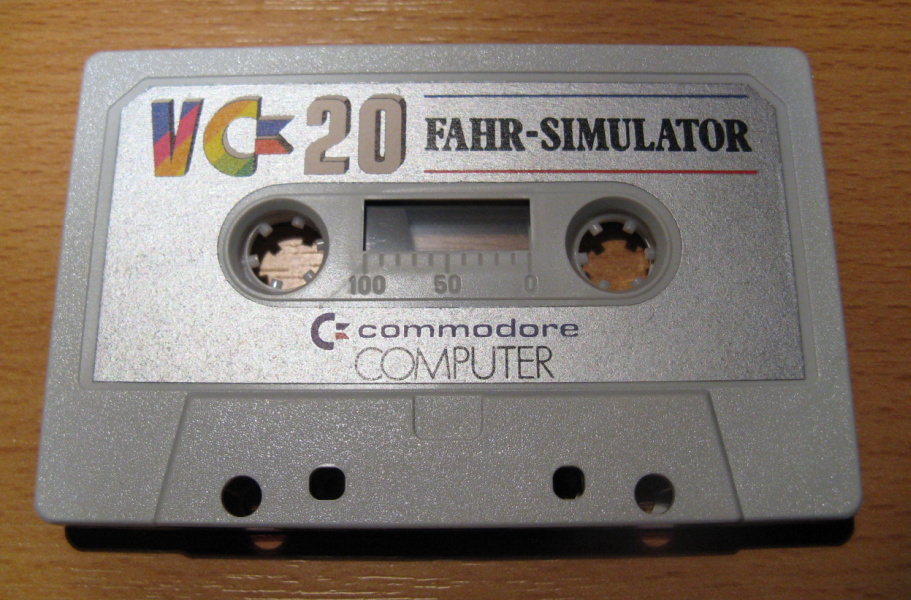 VC-20 FAHR-SIMULATOR
100 50 0
commodore
COMPUTER